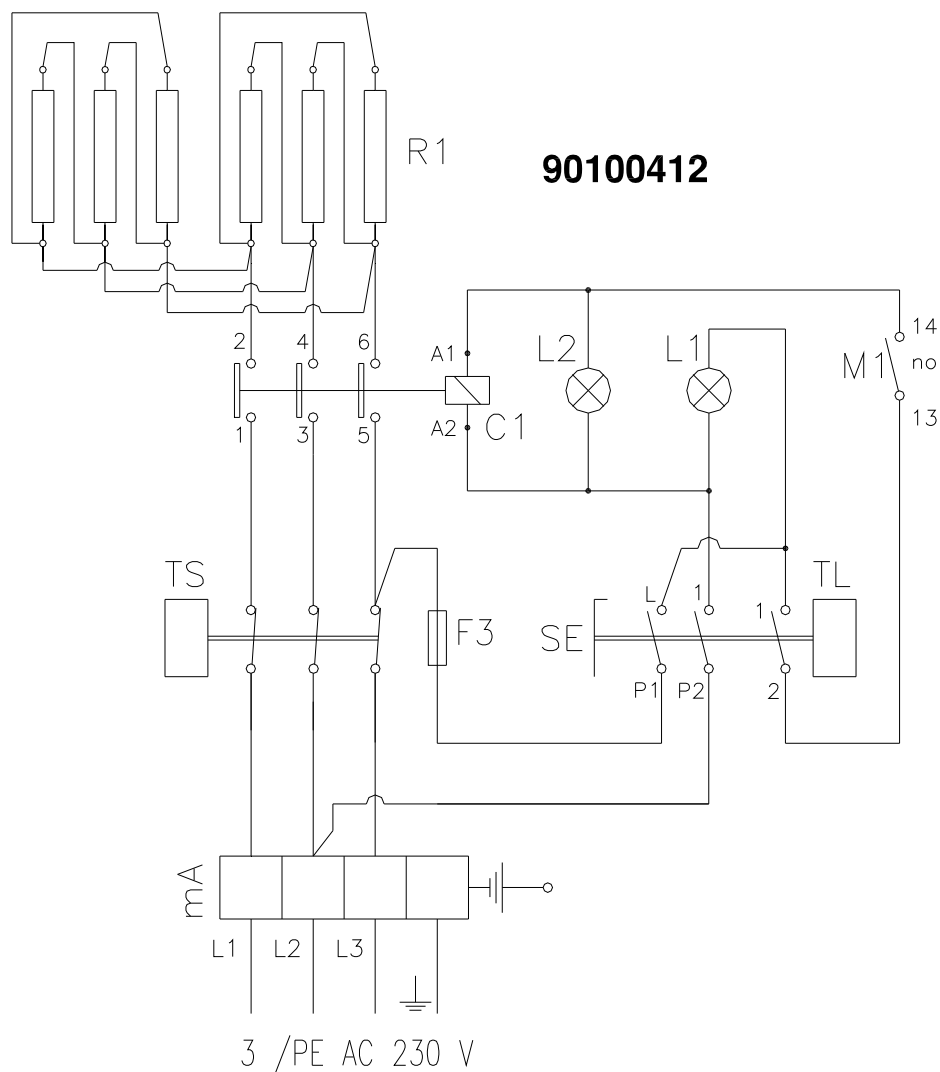 R1
90100412
2 4 6
A1
L2
L1
14
M1
no
13
A2
C1
1 3 5
TS
L
1
1
TL
F3
SE
P1
P2
2
mA
L1
L2
L3
3 /PE AC 230 V